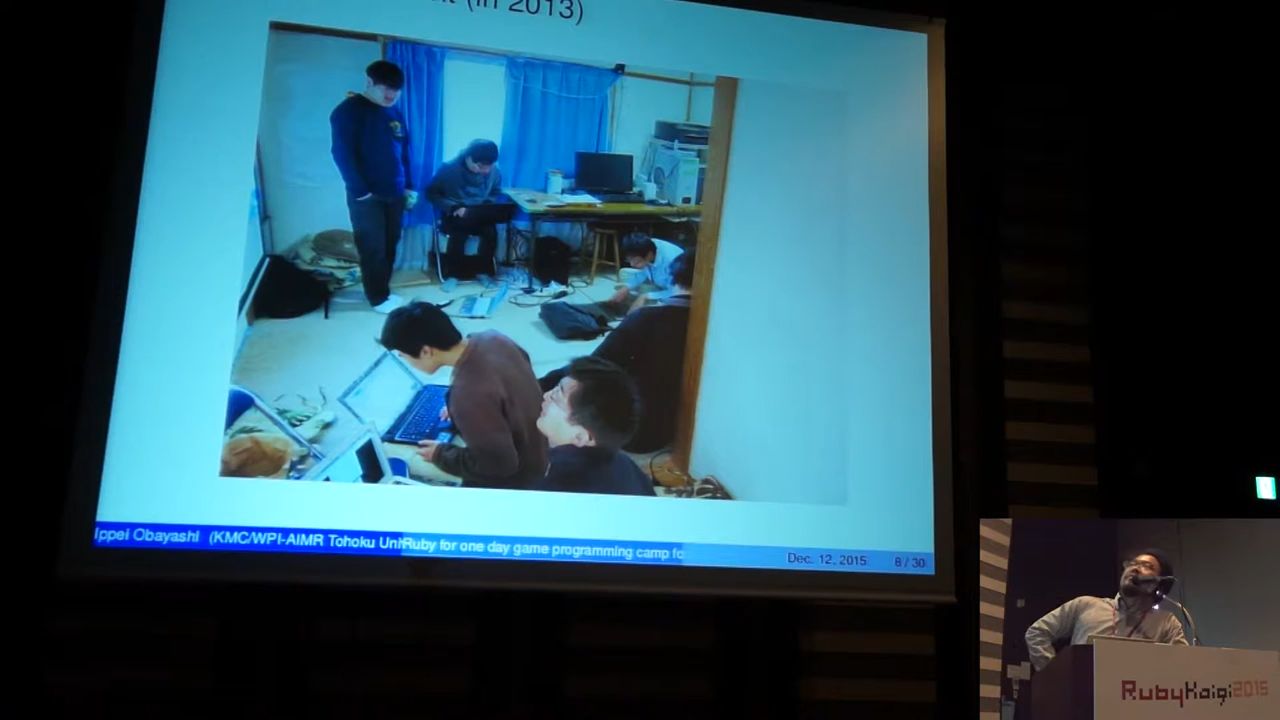 (in 2013)
Ippei Obayashi (KMC/WPI-AIMR Tohoku Uni
Ruby for one day game programming camp fo
Dec. 12, 2015
8 / 30
RubyKaigi2015